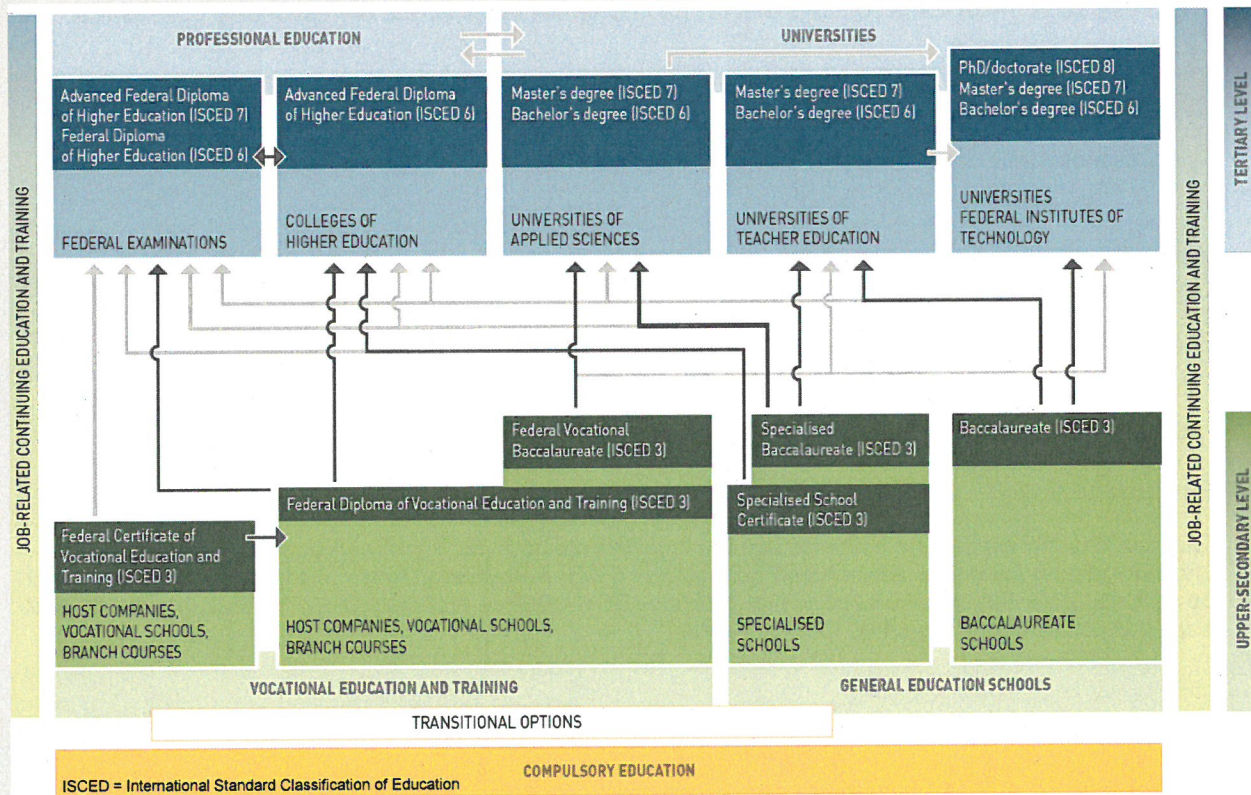 PROFESSIONAL EDUCATION
UNIVERSITIES
Advanced Federal Diploma
of Higher Education (ISCED 7)
Federal Diploma
of Higher Education (ISCED 6)
Advanced Federal Diploma
of Higher Education (ISCED 6)
Master's degree (ISCED 7)
Bachelor's degree (ISCED 6)
Master's degree (ISCED 7)
Bachelor's degree (ISCED 6)
PhD/doctorate (ISCED 8)
Master's degree (ISCED 7)
Bachelor's degree (ISCED 6)
FEDERAL EXAMINATIONS
COLLEGES OF
HIGHER EDUCATION
UNIVERSITIES OF
APPLIED SCIENCES
UNIVERSITIES OF
TEACHER EDUCATION
UNIVERSITIES
FEDERAL INSTITUTES OF
TECHNOLOGY
JOB-RELATED CONTINUING EDUCATION AND TRAINING
JOB-RELATED CONTINUING EDUCATION AND TRAINING
TERTIARY LEVEL
UPPER-SECONDARY LEVEL
Federal Vocational
Baccalaureate (ISCED 3)
Specialised
Baccalaureate (ISCED 3)
Baccalaureate (ISCED 3)
Federal Diploma of Vocational Education and Training (ISCED 3)
Specialised School
Certificate (ISCED 3)
Federal Certificate of
Vocational Education and
Training (ISCED 3)
HOST COMPANIES,
VOCATIONAL SCHOOLS,
BRANCH COURSES
HOST COMPANIES, VOCATIONAL SCHOOLS,
BRANCH COURSES
SPECIALISED
SCHOOLS
BACCALAUREATE
SCHOOLS
VOCATIONAL EDUCATION AND TRAINING
GENERAL EDUCATION SCHOOLS
TRANSITIONAL OPTIONS
COMPULSORY EDUCATION
ISCED = International Standard Classification of Education